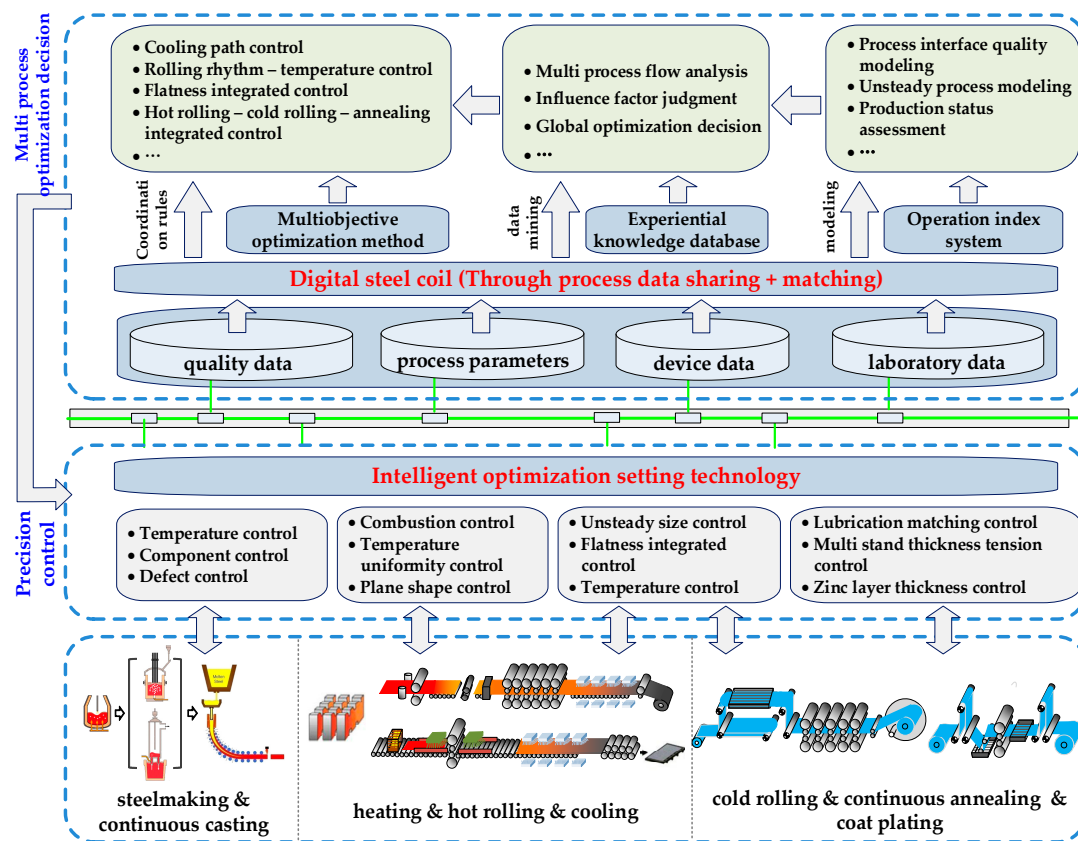 Multi process
optimization decision
• Cooling path control
• Rolling rhythm – temperature control
• Flatness integrated control
• Hot rolling – cold rolling – annealing
integrated control
• ...
• Multi process flow analysis
• Influence factor judgment
• Global optimization decision
• ...
• Process interface quality
modeling
• Unsteady process modeling
• Production status
assessment
• ...
Coordinati
on rules
Multiobjective
optimization method
data
mining
Experiential
knowledge database
modeling
Operation index
system
Digital steel coil (Through process data sharing + matching)
quality data
process parameters
device data
laboratory data
Precision
control
Intelligent optimization setting technology
• Temperature control
• Component control
• Defect control
• Combustion control
• Temperature
uniformity control
• Plane shape control
• Unsteady size control
• Flatness integrated
control
• Temperature control
• Lubrication matching control
• Multi stand thickness tension
control
• Zinc layer thickness control
Molten
Steel
steelmaking &
continuous casting
heating & hot rolling & cooling
cold rolling & continuous annealing &
coat plating